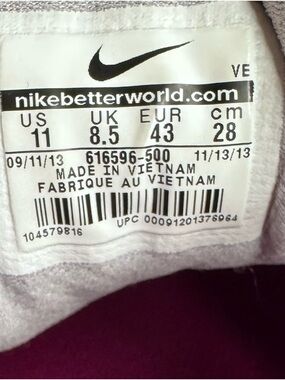 VE
nikebetterworld.com
US UK EUR cm
11 8.5 43 28
09/11/13 616596-500 11/13/13
MADE IN VIETNAM
FABRIQUE AU VIETNAM
104579816 UPC 00091201376964